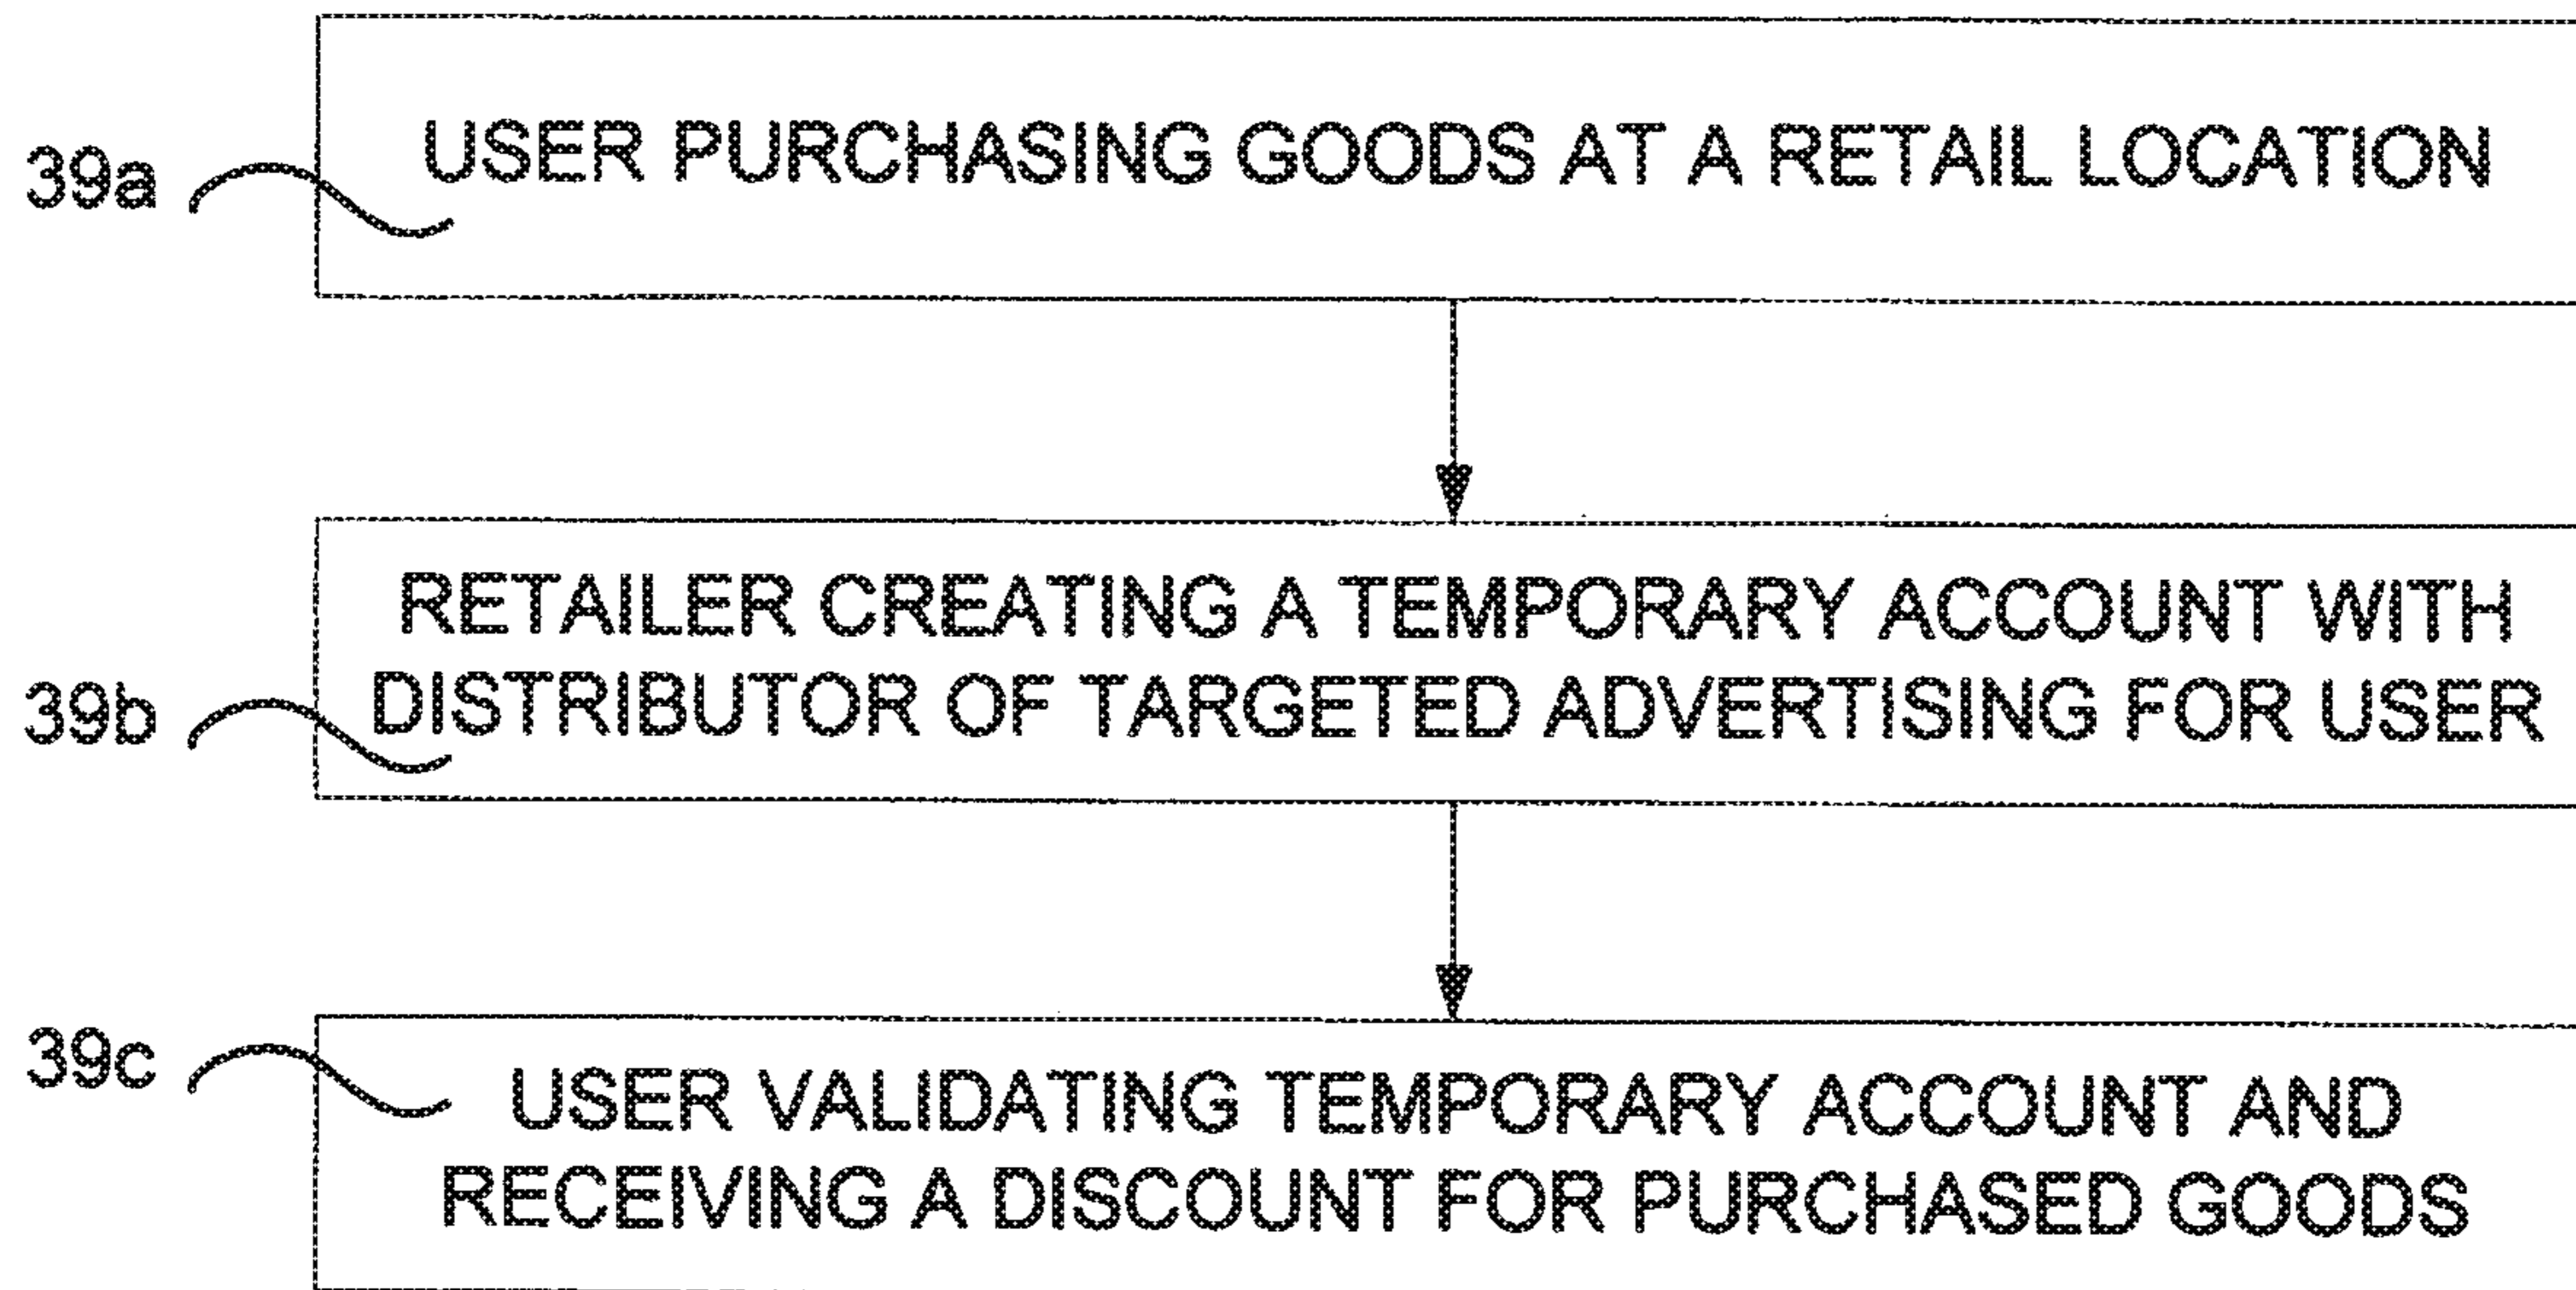 39a
USER PURCHASING GOODS AT A RETAIL LOCATION
RETAILER CREATING A TEMPORARY ACCOUNT WITH
39b
DISTRIBUTOR OF TARGETED ADVERTISING FOR USER
39c
USER VALIDATING TEMPORARY ACCOUNT AND
RECEIVING A DISCOUNT FOR PURCHASED GOODS